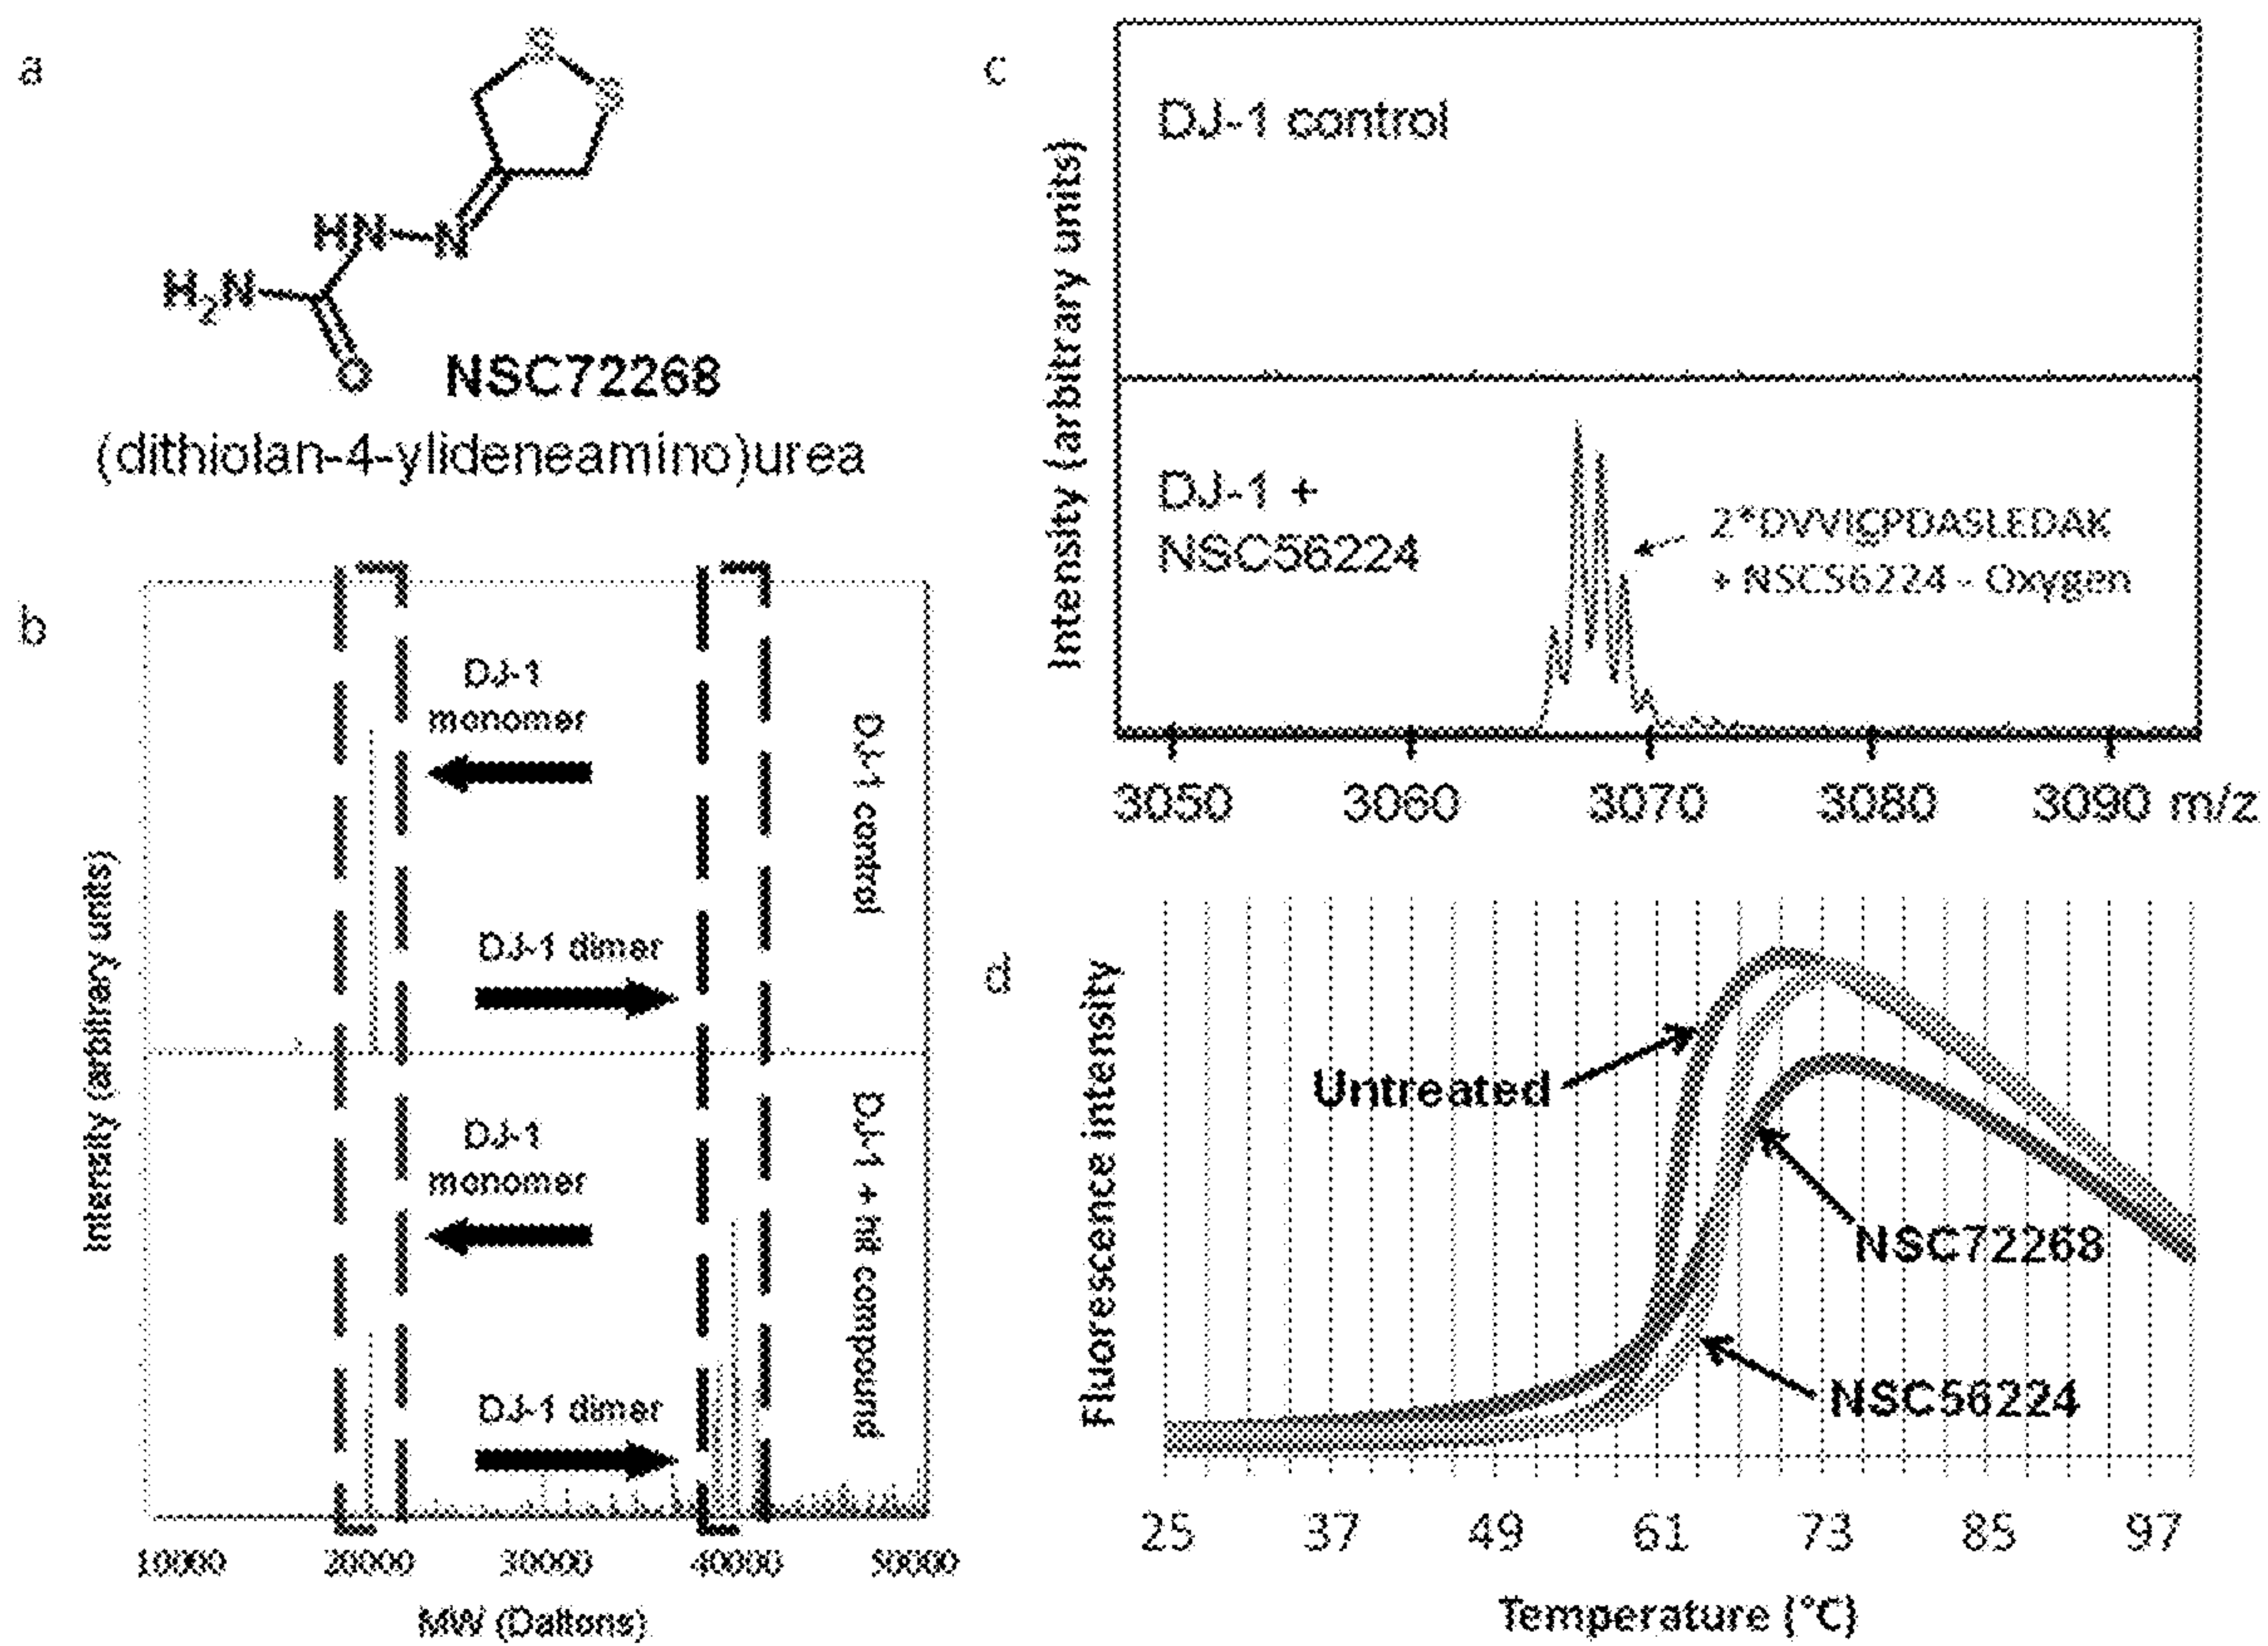 a
S
S
HN
N
H2N
O
NSC72268
(dithiolan-4-ylideneamino)urea
b
Intensity (arbitrary units)
DJ-1
monomer
DJ-1 dimer
DJ-1 control
DJ-1
monomer
DJ-1 dimer
DJ-1 + hit compound
10000 20000 30000 40000 50000
MW (Daltons)
c
Intensity (arbitrary units)
DJ-1 control
DJ-1 +
NSC56224
2*DVVICPDASLEDAK
+ NSC56224 - Oxygen
3050 3060 3070 3080 3090 m/z
d
Fluorescence intensity
Untreated
NSC72268
NSC56224
25 37 49 61 73 85 97
Temperature (°C)